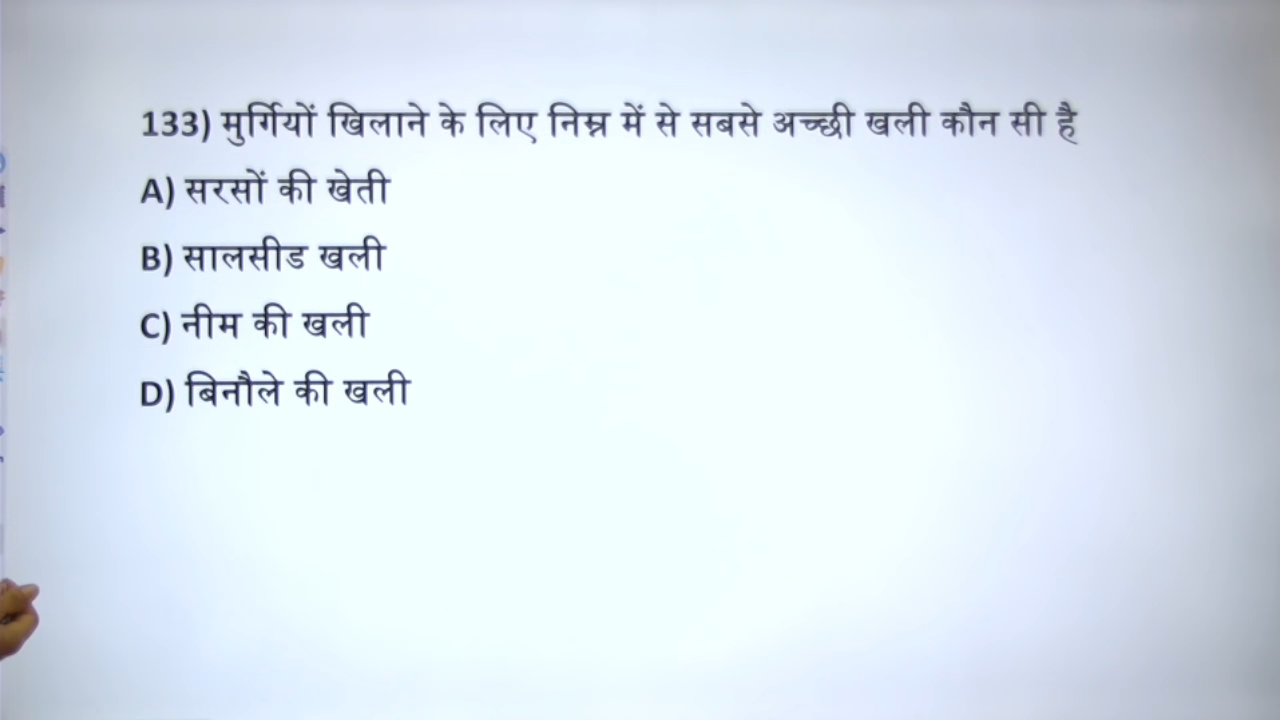 133) मुर्गियों खिलाने के लिए निम्न में से सबसे अच्छी खली कौन सी है
A) सरसों की खेती
B) सालसीड खली
C) नीम की खली
D) बिनौले की खली